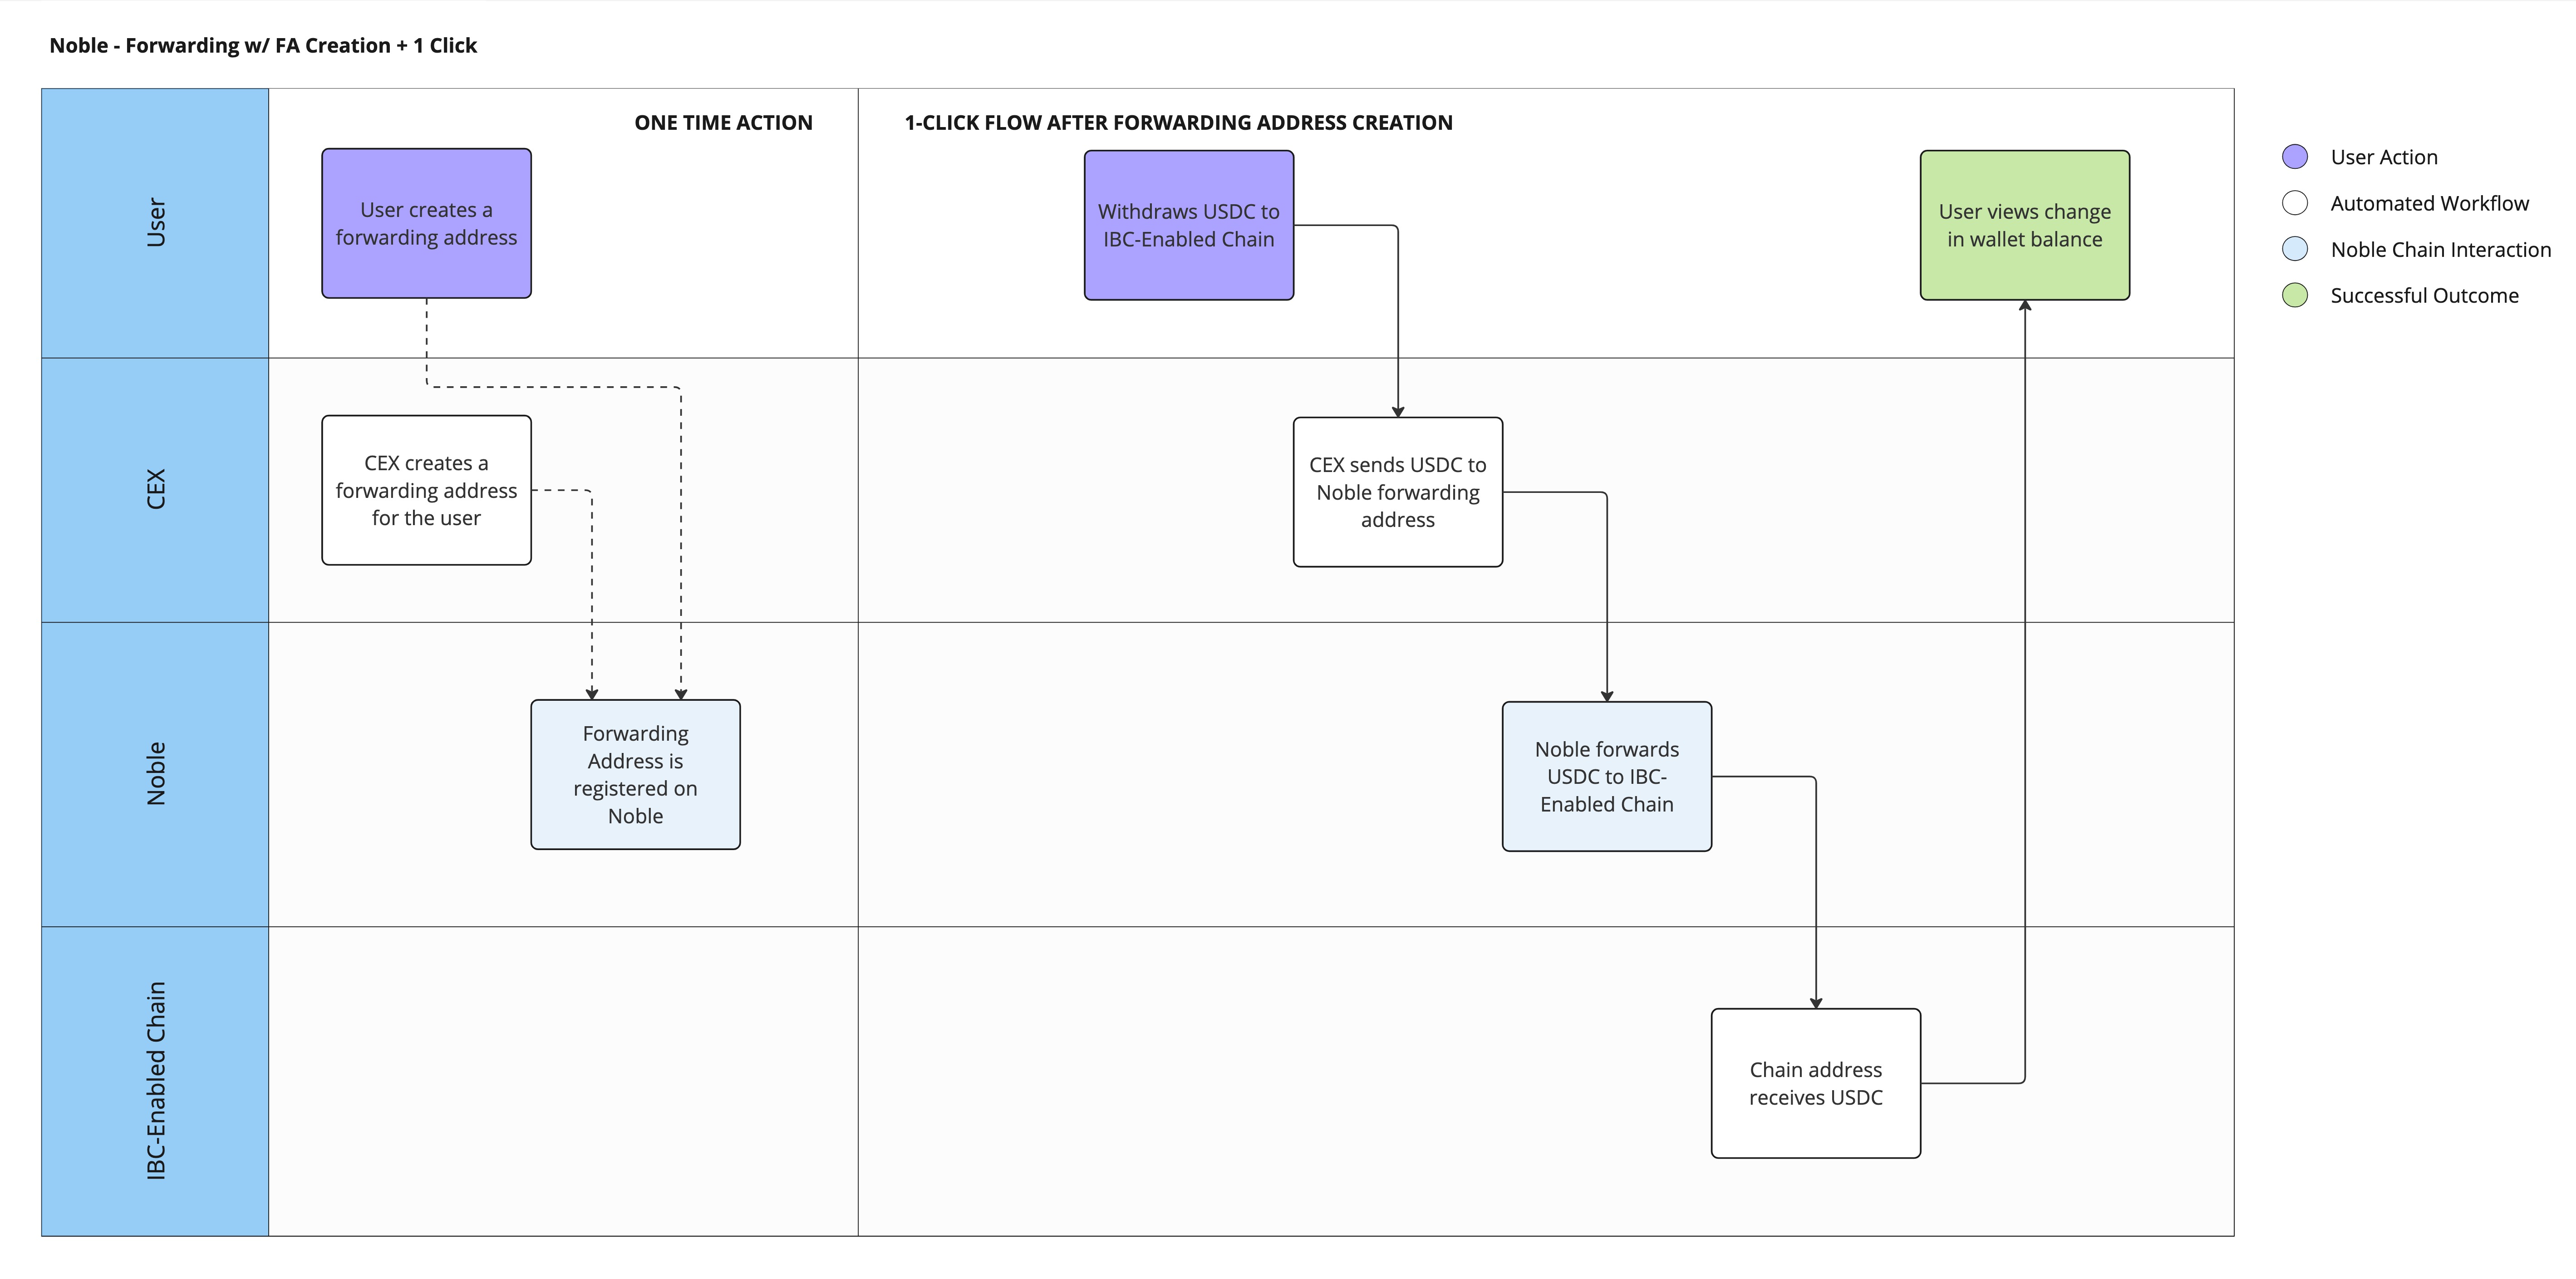 Noble - Forwarding w/ FA Creation + 1 Click
ONE TIME ACTION
1-CLICK FLOW AFTER FORWARDING ADDRESS CREATION
User
User creates a
forwarding address
Withdraws USDC to
IBC-Enabled Chain
User views change
in wallet balance
User Action
Automated Workflow
Noble Chain Interaction
Successful Outcome
CEX
CEX creates a
forwarding address
for the user
CEX sends USDC to
Noble forwarding
address
Noble
Forwarding
Address is
registered on
Noble
Noble forwards
USDC to IBC-
Enabled Chain
IBC-Enabled Chain
Chain address
receives USDC